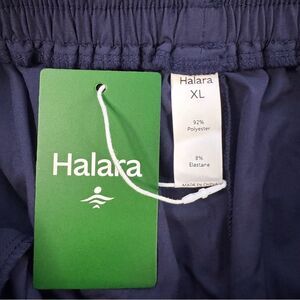 Halara
Halara
XL
92%
Polyester
8%
Elastane
MADE IN CHINA